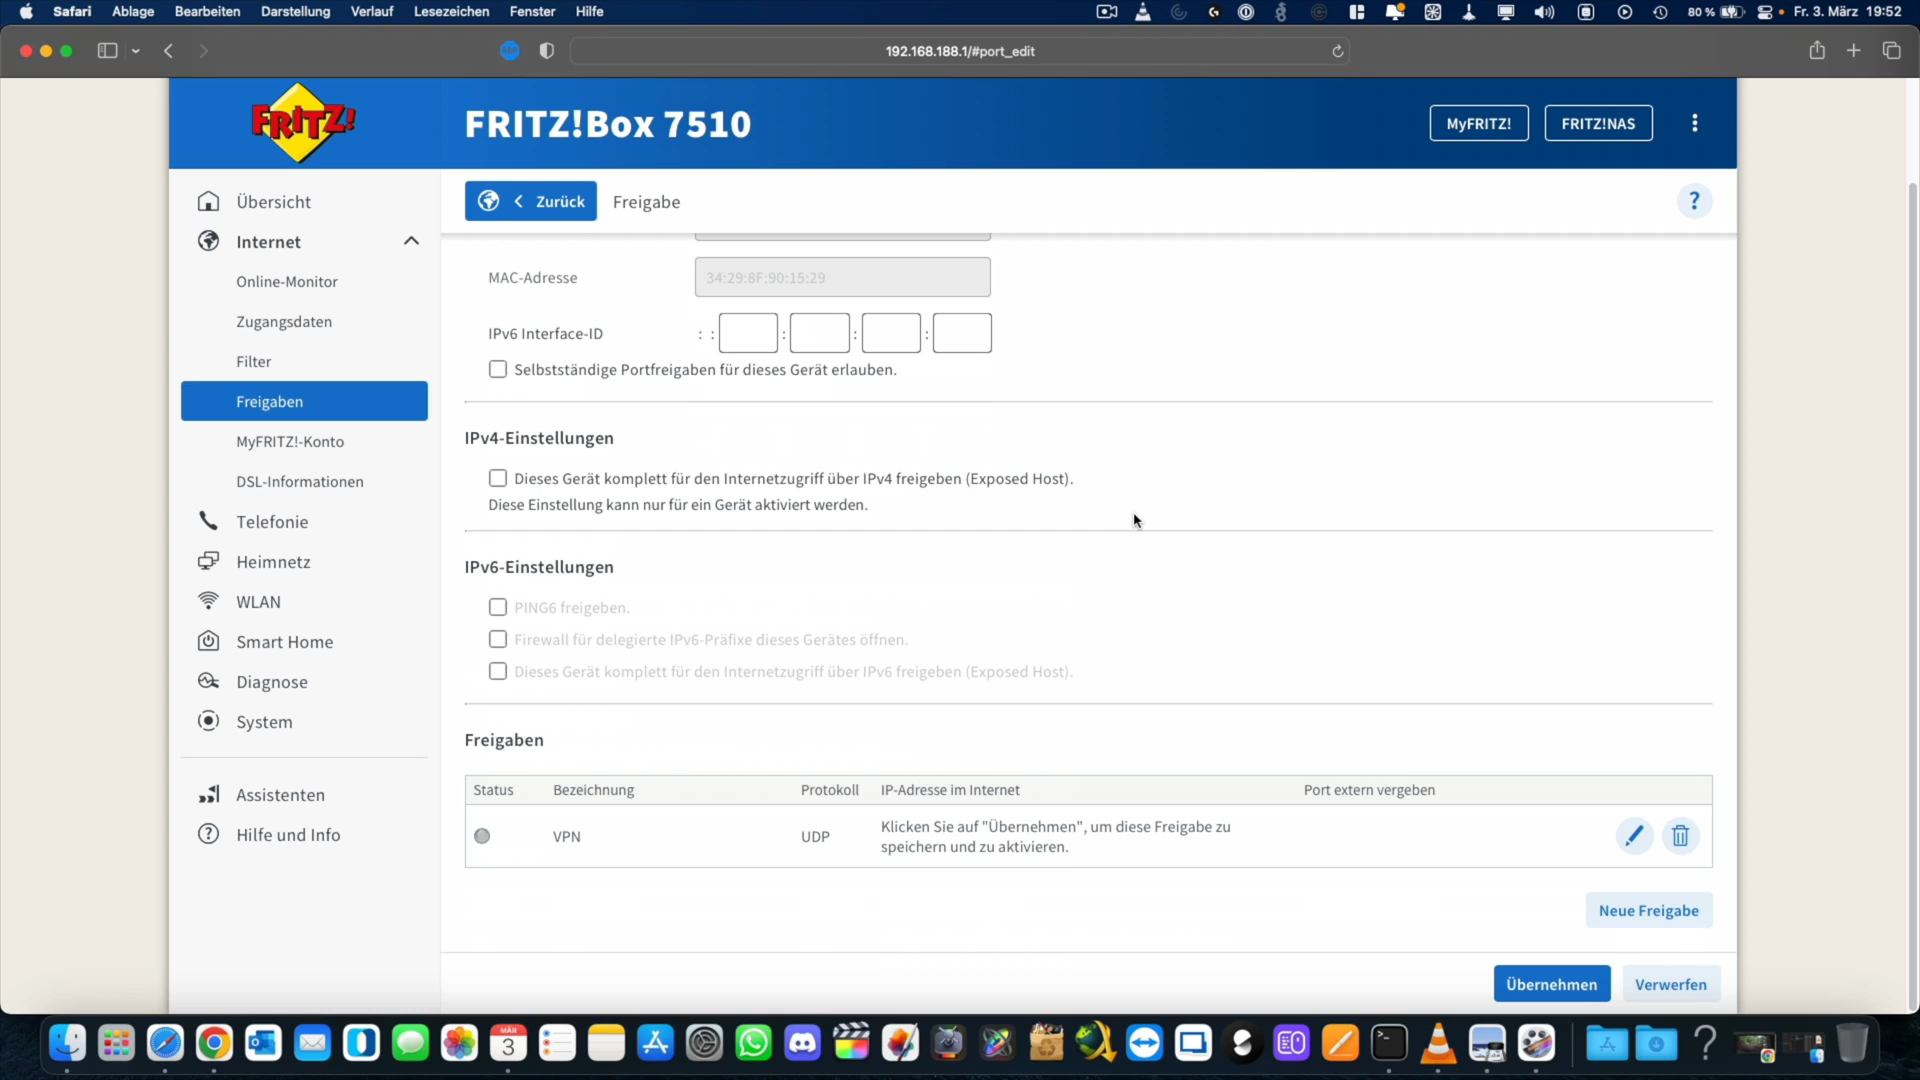 Safari Ablage Bearbeiten Darstellung Verlauf Lesezeichen Fenster Hilfe 80 % Fr. 3. März 19:52
192.168.188.1/#port_edit
FRITZ!
FRITZ!Box 7510
MyFRITZ!
FRITZ!NAS
Zurück
Freigabe
?
Übersicht
Internet
Online-Monitor
Zugangsdaten
Filter
Freigaben
MyFRITZ!-Konto
DSL-Informationen
Telefonie
Heimnetz
WLAN
Smart Home
Diagnose
System
Assistenten
Hilfe und Info
MAC-Adresse 34:29:8F:90:15:29
IPv6 Interface-ID : : : : :
Selbstständige Portfreigaben für dieses Gerät erlauben.
IPv4-Einstellungen
Dieses Gerät komplett für den Internetzugriff über IPv4 freigeben (Exposed Host).
Diese Einstellung kann nur für ein Gerät aktiviert werden.
IPv6-Einstellungen
PING6 freigeben.
Firewall für delegierte IPv6-Präfixe dieses Gerätes öffnen.
Dieses Gerät komplett für den Internetzugriff über IPv6 freigeben (Exposed Host).
Freigaben
Status Bezeichnung Protokoll IP-Adresse im Internet Port extern vergeben
VPN UDP Klicken Sie auf "Übernehmen", um diese Freigabe zu
speichern und zu aktivieren.
Neue Freigabe
Übernehmen
Verwerfen
MÄR
3